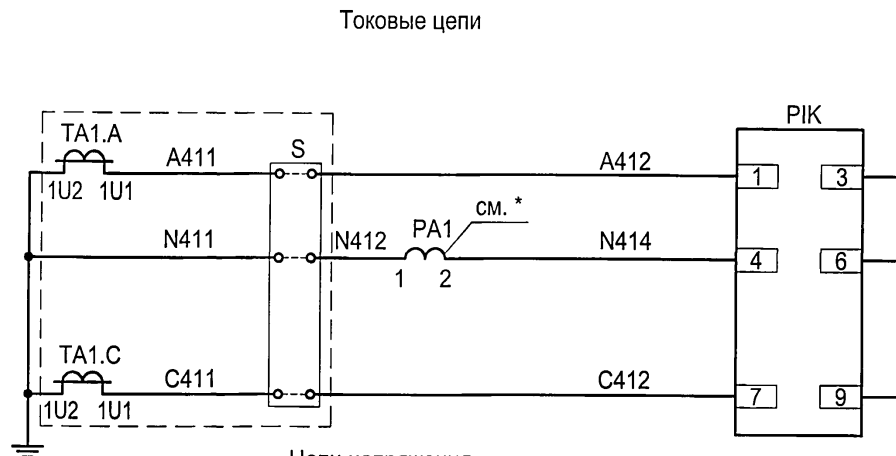 Токовые цепи
PIK
TA1.A
A411
S
A412
1U2 1U1
1
3
см. *
N411
N412
PA1
N414
1 2
4
6
TA1.C
C411
C412
1U2 1U1
7
9